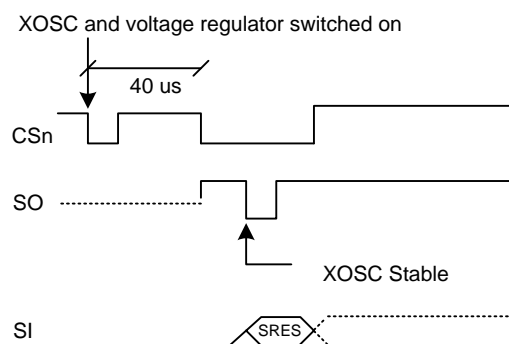 XOSC and voltage regulator switched on
40 us
CSn
SO
XOSC Stable
SI
SRES